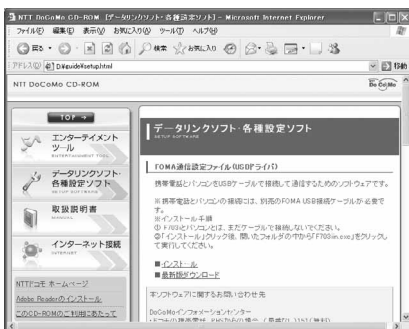 NTT DoCoMo CD-ROM [データリンクソフト・各種設定ソフト] - Microsoft Internet Explorer
ファイル(F) 編集(E) 表示(V) お気に入り(A) ツール(T) ヘルプ(H)
戻る 検索 お気に入り
アドレス(D) D:¥guide¥setup.html 移動
NTT DoCoMo CD-ROM
DoCoMo
TOP
エンターテイメント
ツール
ENTERTAINMENT TOOL
データリンクソフト・
各種設定ソフト
SETUP SOFTWARE
取扱説明書
MANUAL
インターネット接続
INTERNET
NTTドコモ ホームページ
Adobe Readerのインストール
このCD-ROMのご利用にあたって
データリンクソフト・各種設定ソフト
SETUP SOFTWARE
FOMA通信設定ファイル(USBドライバ)
携帯電話とパソコンをUSBケーブルで接続して通信するためのソフトウェアです。
※携帯電話とパソコンの接続には、別売のFOMA USB接続ケーブルが必要です。
※インストール手順
① F703iとパソコンとは、まだケーブルで接続しないでください。
②「インストール」クリック後、開いたフォルダの中から「F703iin.exe」をクリックして実行してください。
■インストール
■最新版ダウンロード
本ソフトウェアに関するお問い合わせ先
DoCoMoインフォメーションセンター